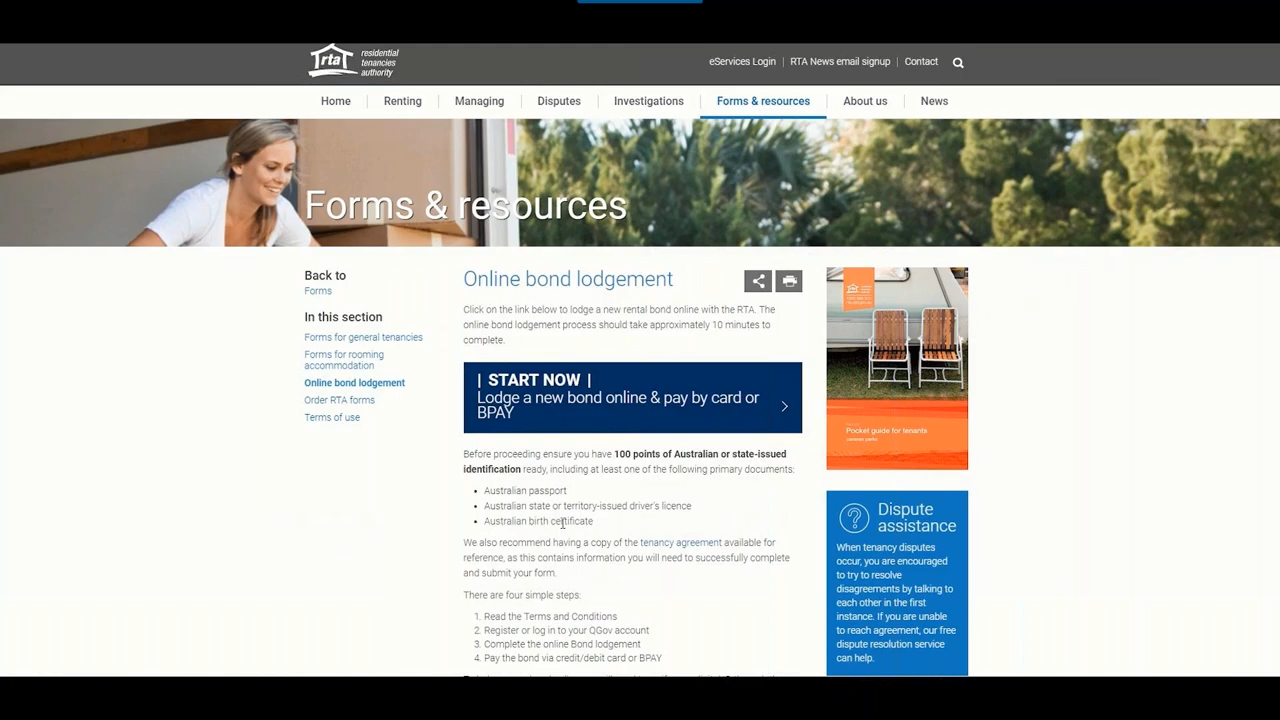 rta residential
tenancies
authority
eServices Login | RTA News email signup | Contact
Home Renting Managing Disputes Investigations Forms & resources About us News
Forms & resources
Back to
Forms
In this section
Forms for general tenancies
Forms for rooming
accommodation
Online bond lodgement
Order RTA forms
Terms of use
Online bond lodgement
Click on the link below to lodge a new rental bond online with the RTA. The
online bond lodgement process should take approximately 10 minutes to
complete.
| START NOW |
Lodge a new bond online & pay by card or
BPAY
Before proceeding ensure you have 100 points of Australian or state-issued
identification ready, including at least one of the following primary documents:
• Australian passport
• Australian state or territory-issued driver's licence
• Australian birth certificate
We also recommend having a copy of the tenancy agreement available for
reference, as this contains information you will need to successfully complete
and submit your form.
There are four simple steps:
1. Read the Terms and Conditions
2. Register or log in to your QGov account
3. Complete the online Bond lodgement
4. Pay the bond via credit/debit card or BPAY
Pocket guide for tenants
caravan parks
Dispute
assistance
When tenancy disputes
occur, you are encouraged
to try to resolve
disagreements by talking to
each other in the first
instance. If you are unable
to reach agreement, our free
dispute resolution service
can help.